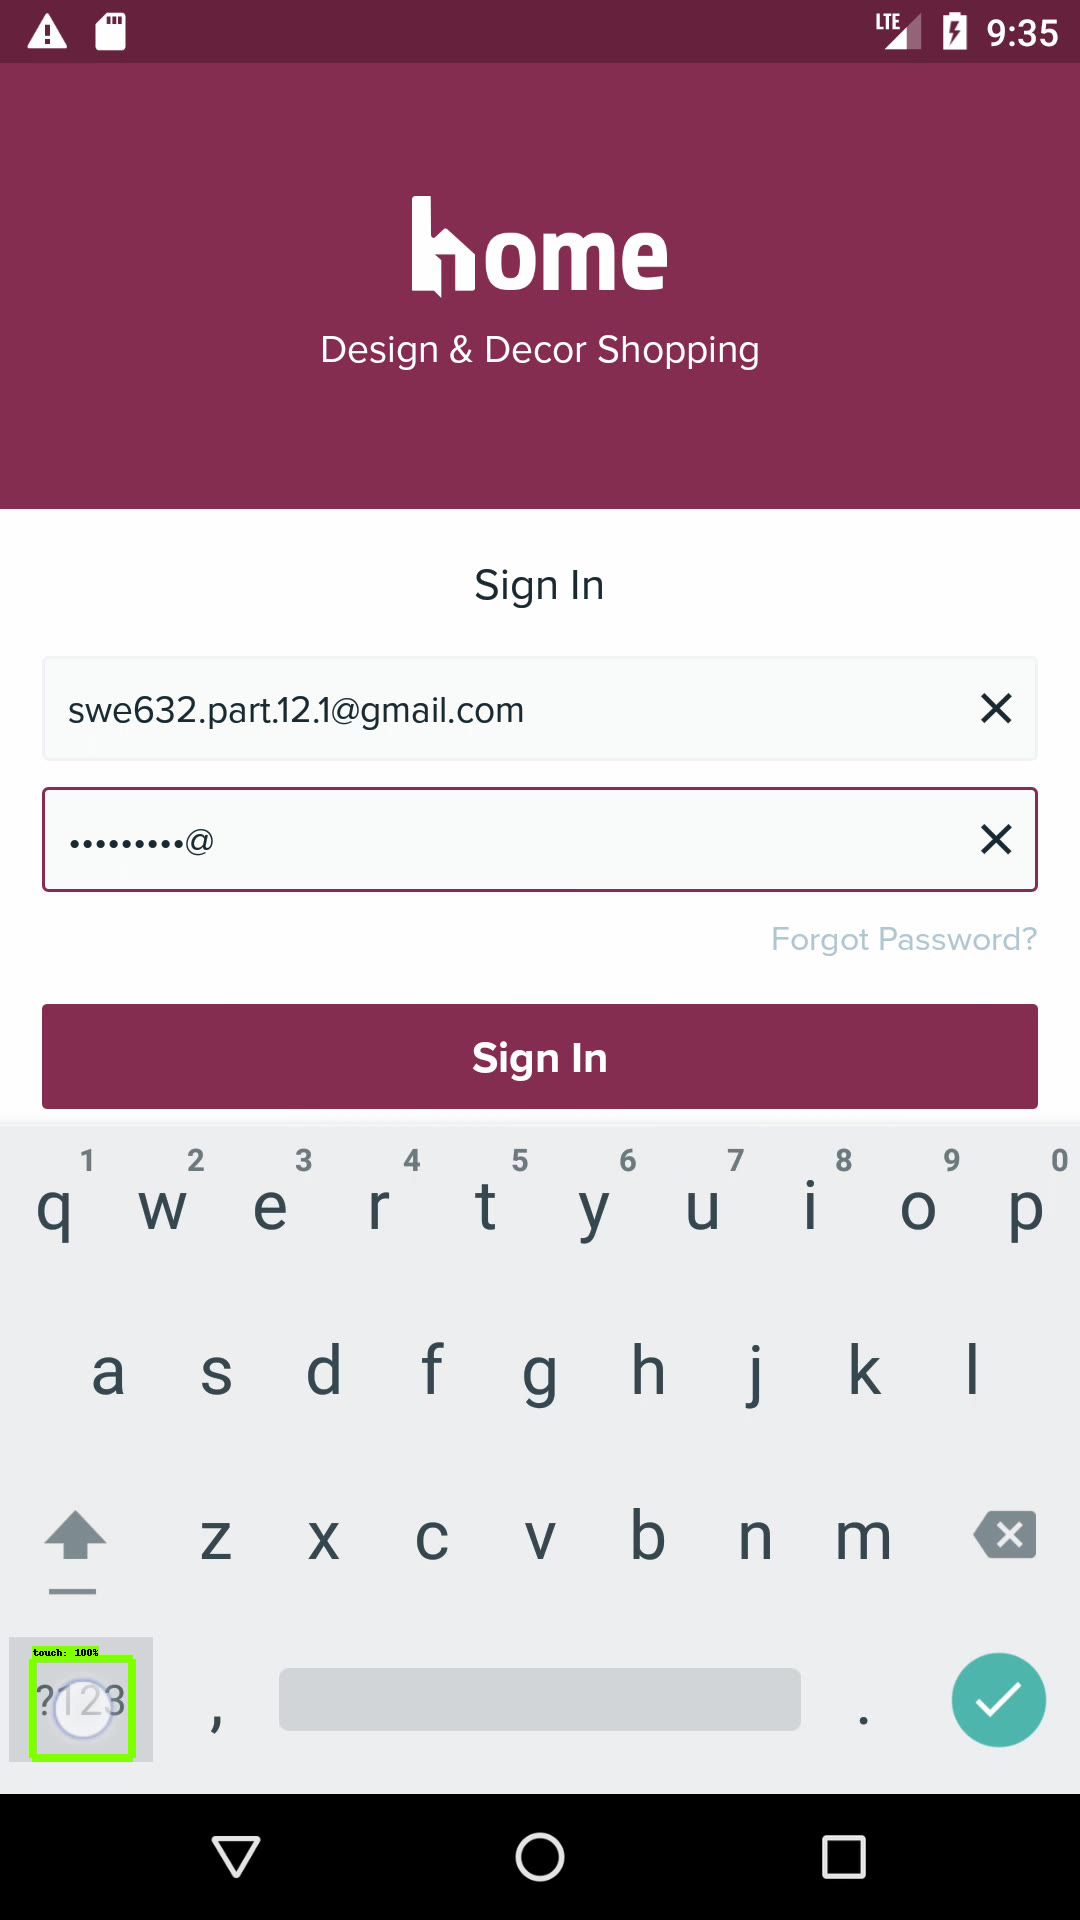 LTE 9:35
home
Design & Decor Shopping
Sign In
swe632.part.12.1@gmail.com
•••••••••@
Forgot Password?
Sign In
1 2 3 4 5 6 7 8 9 0
q w e r t y u i o p
a s d f g h j k l
z x c v b n m
touch: 100%
?123 , .